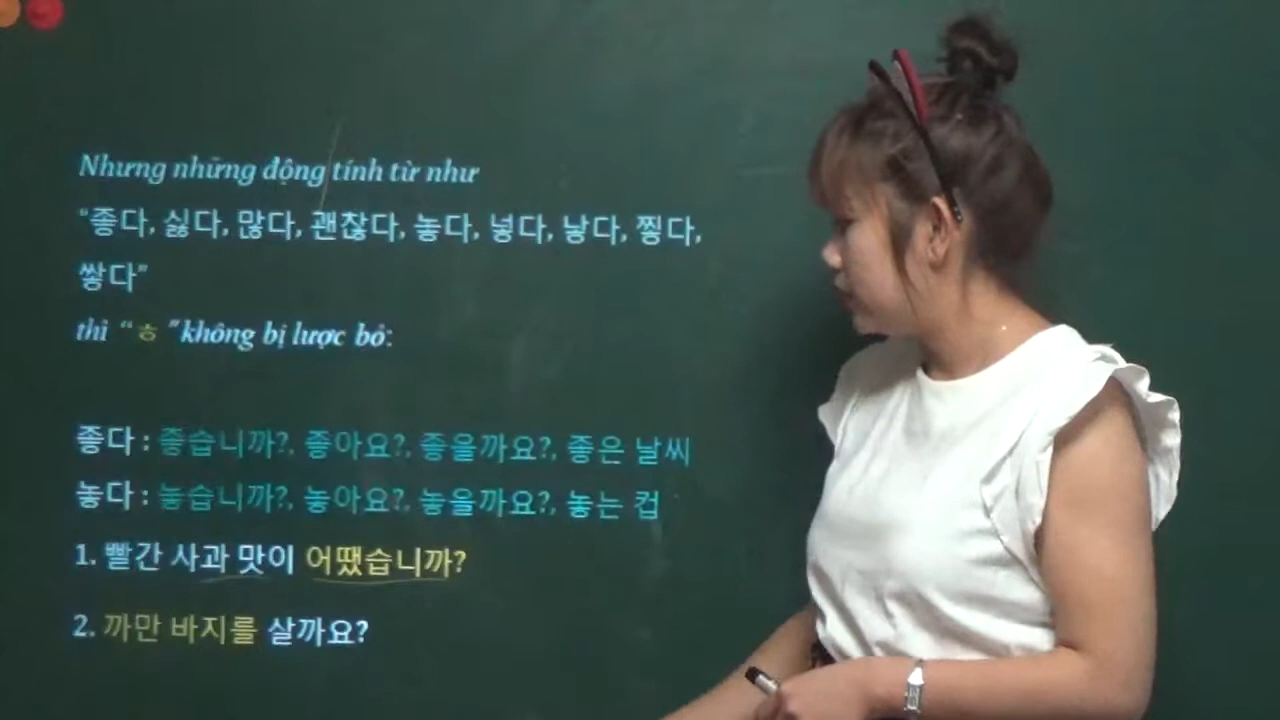 Nhưng những động tính từ như
“좋다, 싫다, 많다, 괜찮다, 놓다, 넣다, 낳다, 찧다,
쌓다”
thì “ㅎ”không bị lược bỏ:
좋다 : 좋습니까?, 좋아요?, 좋을까요?, 좋은 날씨
놓다 : 놓습니까?, 놓아요?, 놓을까요?, 놓는 컵
1. 빨간 사과 맛이 어땠습니까?
2. 까만 바지를 살까요?